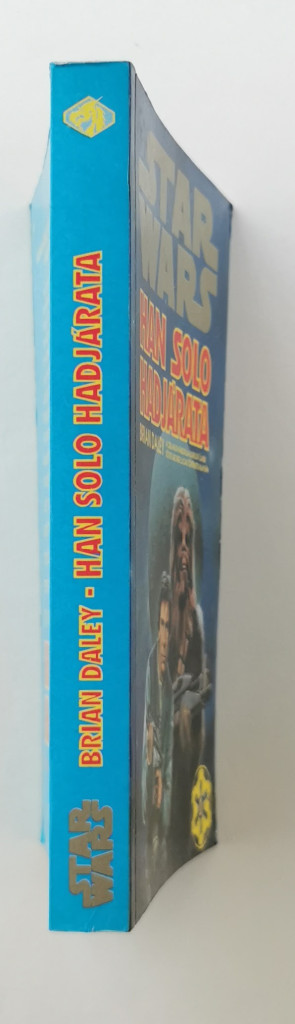 STAR
WARS
BRIAN DALEY - HAN SOLO HADJÁRATA
STAR
WARS
HAN SOLO
HADJÁRATA
BRIAN DALEY